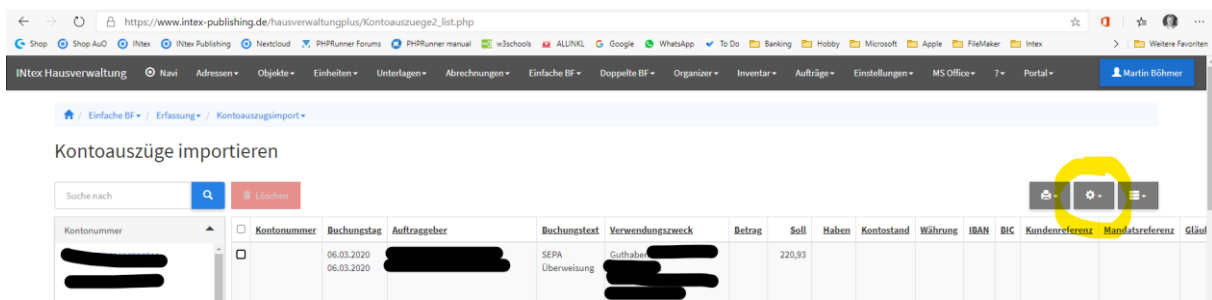 https://www.intex-publishing.de/hausverwaltungplus/Kontoauszuege2_list.php
Shop Shop AuO INtex INtex Publishing Nextcloud PHPRunner Forums PHPRunner manual w3schools ALLINKL Google WhatsApp To Do Banking Hobby Microsoft Apple FileMaker Intex Weitere Favoriten
INtex Hausverwaltung Navi Adressen Objekte Einheiten Unterlagen Abrechnungen Einfache BF Doppelte BF Organizer Inventar Aufträge Einstellungen MS Office ? Portal Martin Böhmer
/ Einfache BF / Erfassung / Kontoauszugsimport
Kontoauszüge importieren
Suche nach Löschen
Kontonummer Kontonummer Buchungstag Auftraggeber Buchungstext Verwendungszweck Betrag Soll Haben Kontostand Währung IBAN BIC Kundenreferenz Mandatsreferenz
06.03.2020 SEPA Guthaben 220,93
06.03.2020 Überweisung